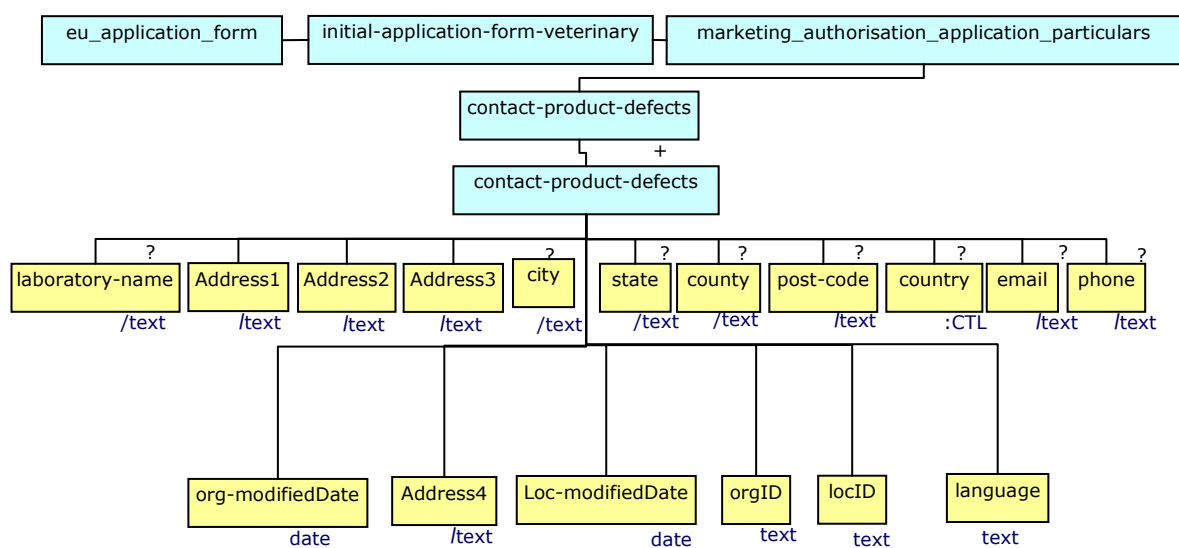 eu_application_form
initial-application-form-veterinary
marketing_authorisation_application_particulars
contact-product-defects
+
contact-product-defects
? ? ? ? ? ? ? ?
laboratory-name Address1 Address2 Address3 city state county post-code country email phone
/text /text /text /text /text /text /text /text :CTL /text /text
org-modifiedDate Address4 Loc-modifiedDate orgID locID language
date /text date text text text